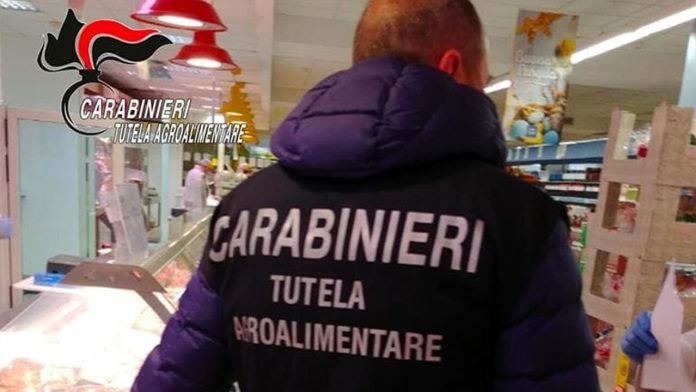 CARABINIERI
TUTELA AGROALIMENTARE
CARABINIERI
TUTELA
AGROALIMENTARE